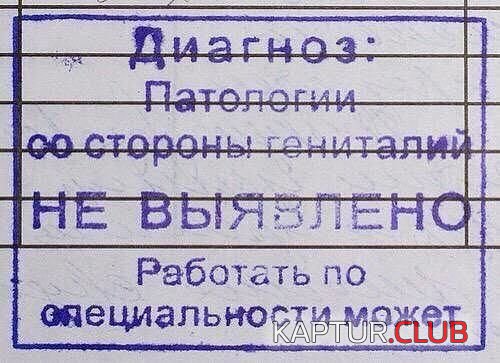 Диагноз:
Патологии
со стороны гениталий
НЕ ВЫЯВЛЕНО
Работать по
специальности может
KAPTUR.CLUB